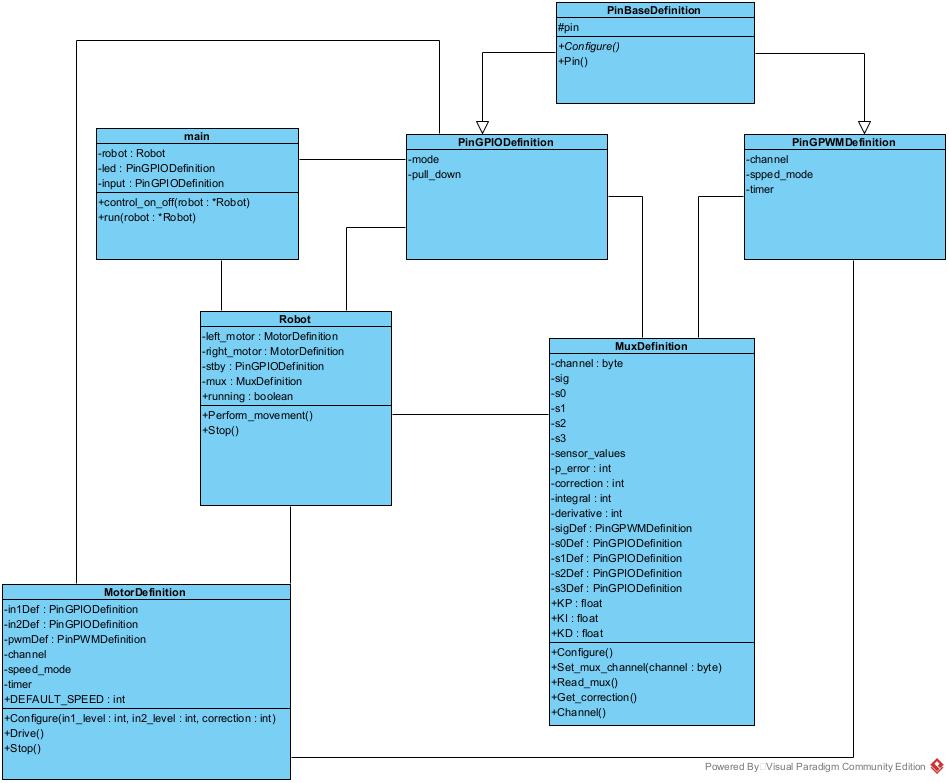 PinBaseDefinition
#pin
+Configure()
+Pin()
main
-robot : Robot
-led : PinGPIODefinition
-input : PinGPIODefinition
+control_on_off(robot : *Robot)
+run(robot : *Robot)
PinGPIODefinition
-mode
-pull_down
PinGPWMDefinition
-channel
-spped_mode
-timer
Robot
-left_motor : MotorDefinition
-right_motor : MotorDefinition
-stby : PinGPIODefinition
-mux : MuxDefinition
+running : boolean
+Perform_movement()
+Stop()
MuxDefinition
-channel : byte
-sig
-s0
-s1
-s2
-s3
-sensor_values
-p_error : int
-correction : int
-integral : int
-derivative : int
-sigDef : PinGPWMDefinition
-s0Def : PinGPIODefinition
-s1Def : PinGPIODefinition
-s2Def : PinGPIODefinition
-s3Def : PinGPIODefinition
+KP : float
+KI : float
+KD : float
+Configure()
+Set_mux_channel(channel : byte)
+Read_mux()
+Get_correction()
+Channel()
MotorDefinition
-in1Def : PinGPIODefinition
-in2Def : PinGPIODefinition
-pwmDef : PinPWMDefinition
-channel
-speed_mode
-timer
+DEFAULT_SPEED : int
+Configure(in1_level : int, in2_level : int, correction : int)
+Drive()
+Stop()
Powered By Visual Paradigm Community Edition